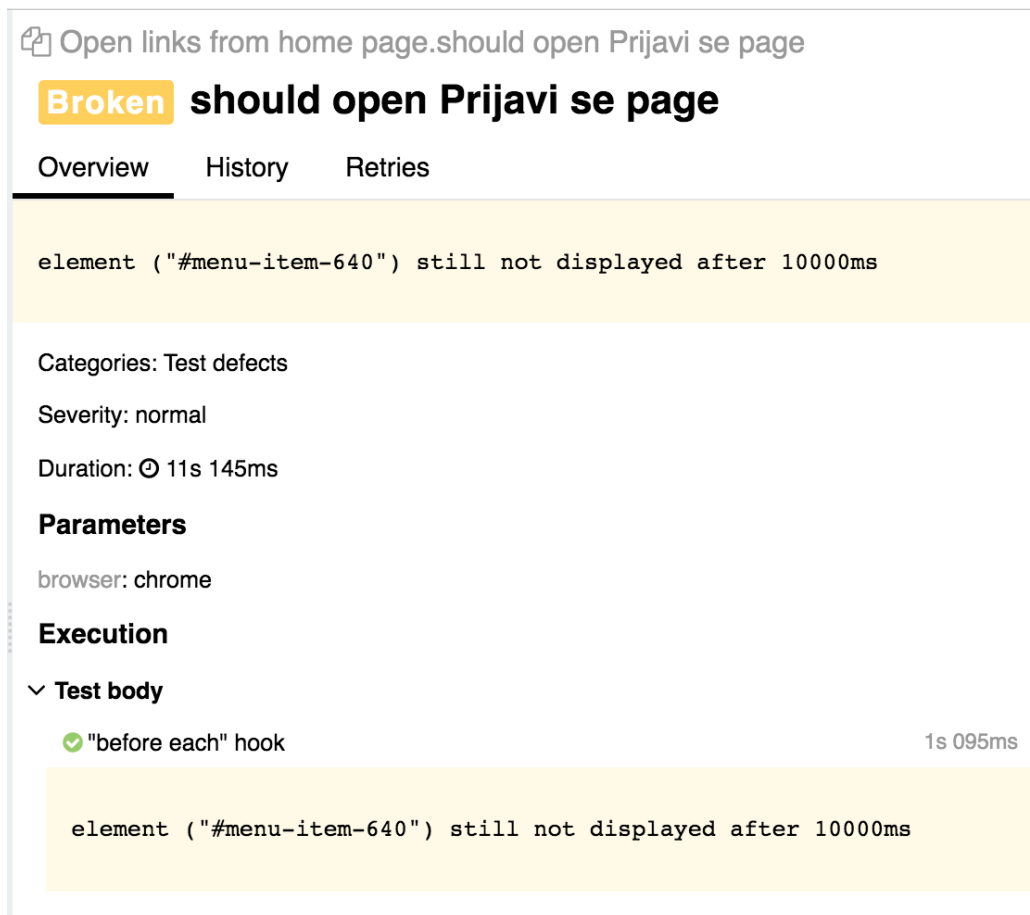 Open links from home page.should open Prijavi se page
Broken should open Prijavi se page
Overview History Retries
element ("#menu-item-640") still not displayed after 10000ms
Categories: Test defects
Severity: normal
Duration: 11s 145ms
Parameters
browser: chrome
Execution
Test body
"before each" hook 1s 095ms
element ("#menu-item-640") still not displayed after 10000ms